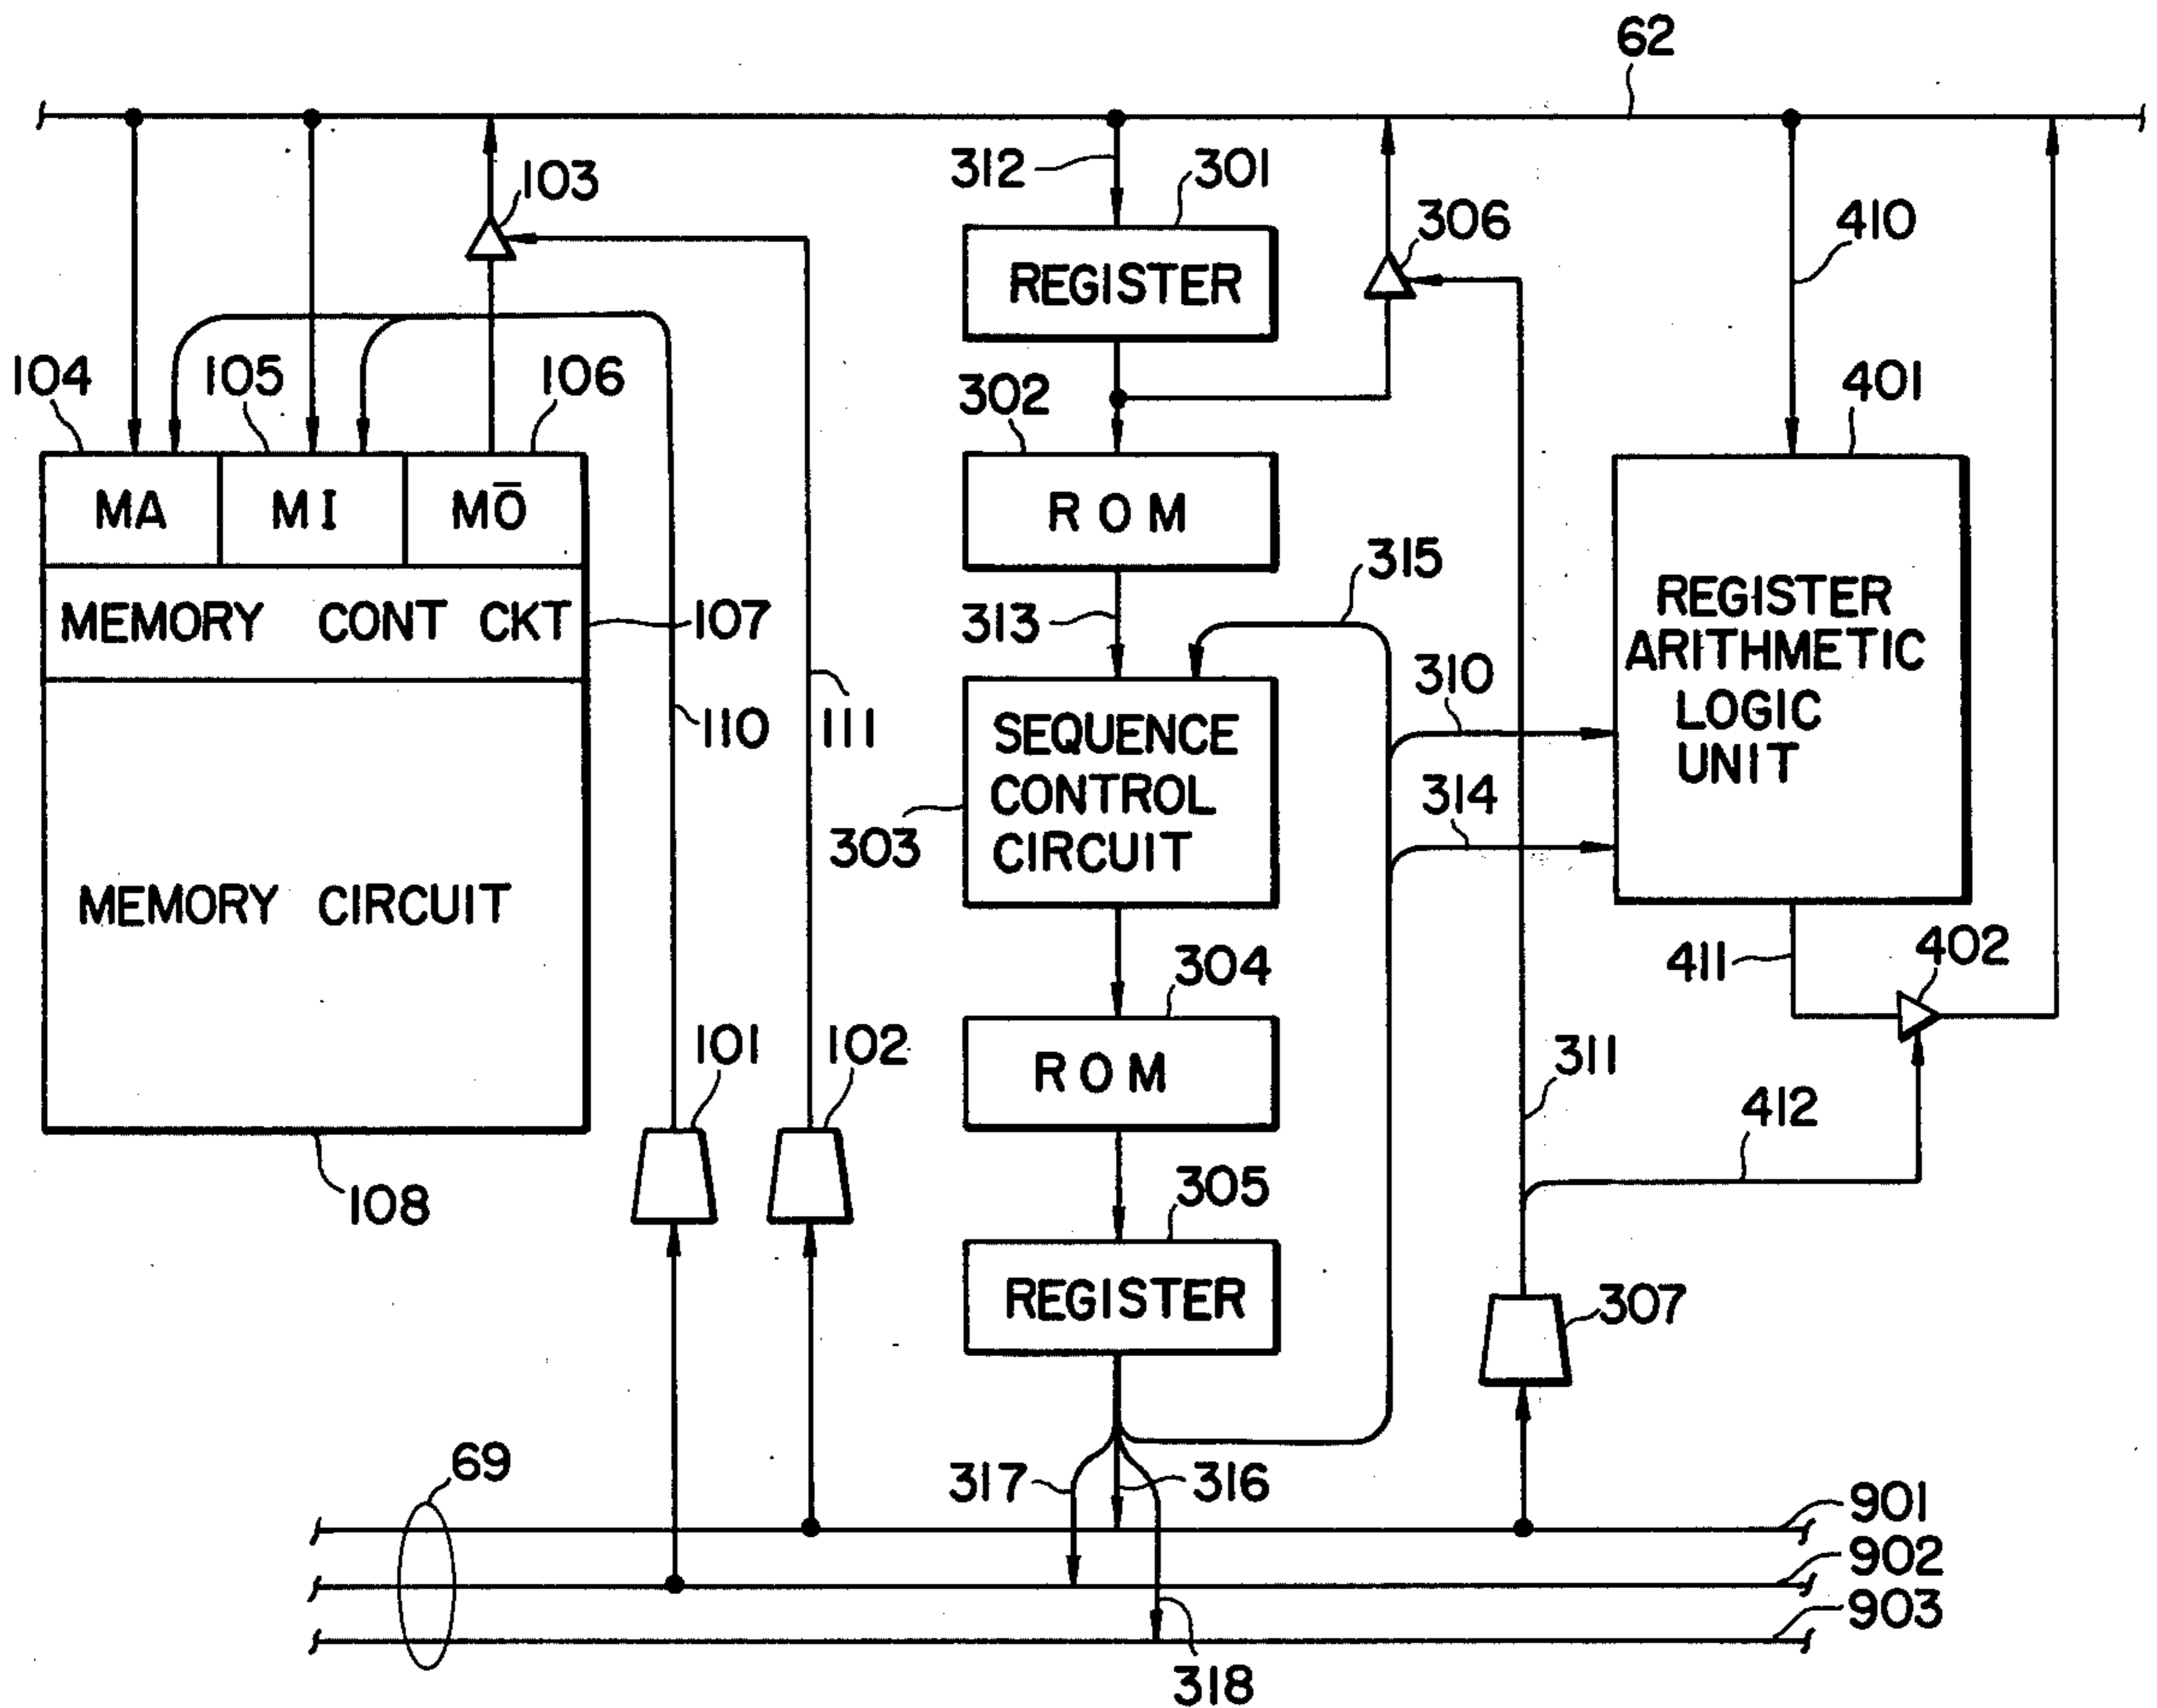 62
312
301
103
306
410
REGISTER
104
105
106
302
401
MA
MI
MŌ
ROM
315
MEMORY CONT CKT
107
313
REGISTER
ARITHMETIC
LOGIC
UNIT
310
110
111
SEQUENCE
CONTROL
CIRCUIT
314
303
MEMORY CIRCUIT
304
411
402
101
102
ROM
311
412
108
305
REGISTER
307
69
317
316
901
902
903
318